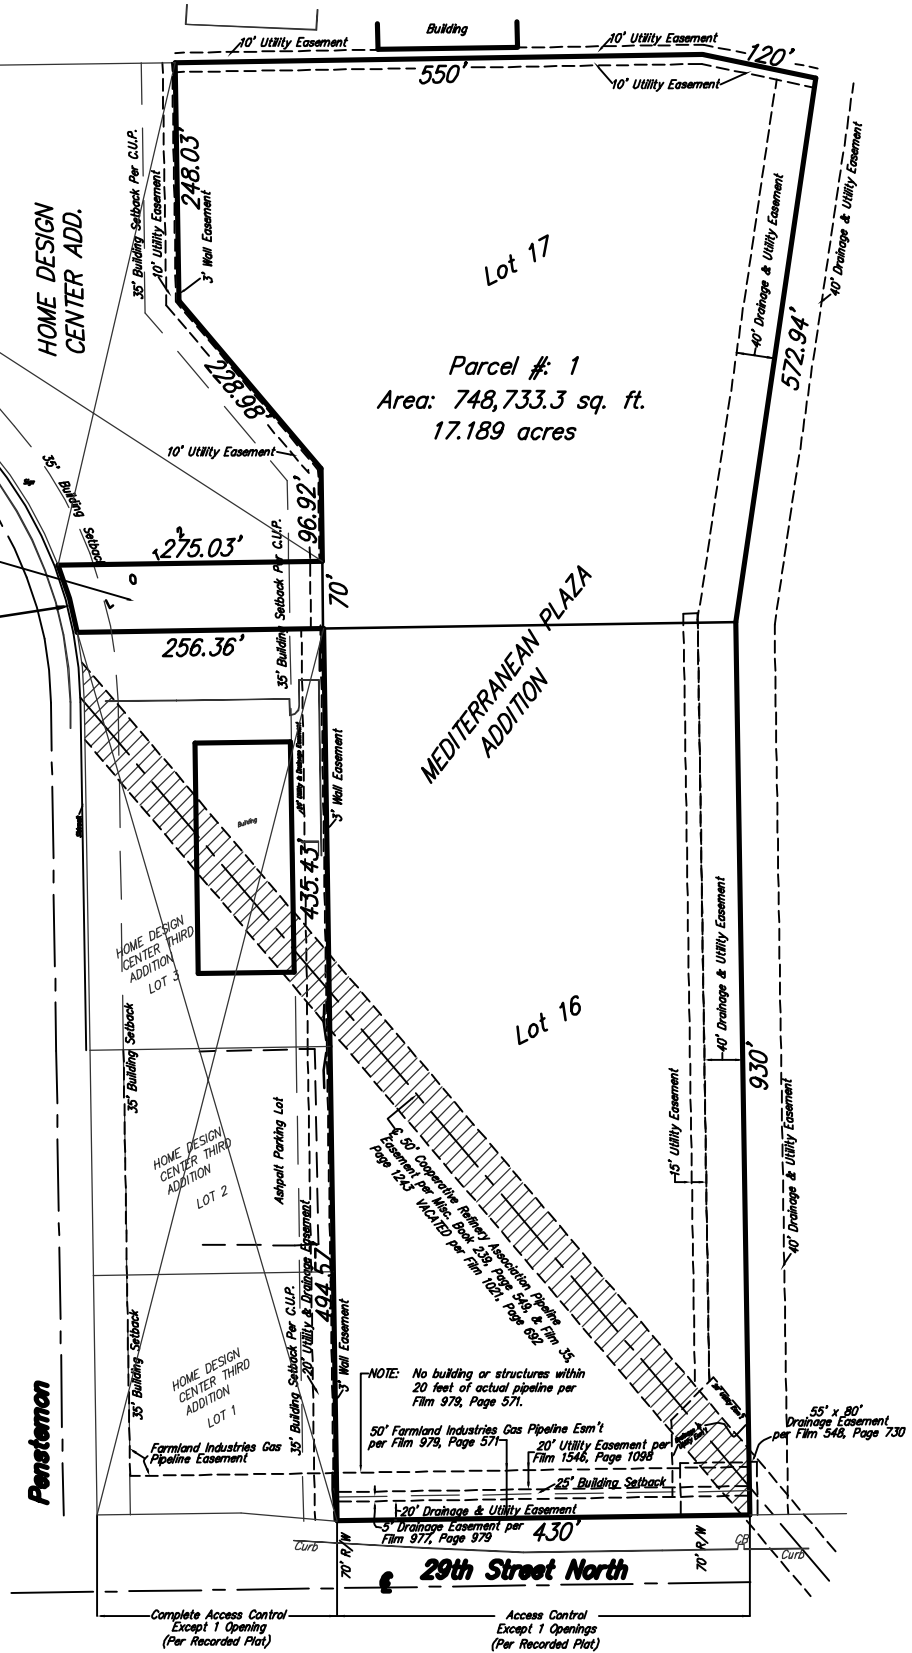 Building
10' Utility Easement
10' Utility Easement
550'
120'
10' Utility Easement
35' Building Setback Per C.U.P.
10' Utility Easement
248.03'
3' Wall Easement
HOME DESIGN
CENTER ADD.
Lot 17
40' Drainage & Utility Easement
40' Drainage & Utility Easement
572.94'
Parcel #: 1
Area: 748,733.3 sq. ft.
17.189 acres
228.98'
10' Utility Easement
35' Building Setback
96.92'
275.03'
35' Building Setback Per C.U.P.
70'
256.36'
MEDITERRANEAN PLAZA
ADDITION
3' Wall Easement
Building
435.43'
HOME DESIGN
CENTER THIRD
ADDITION
LOT 3
40' Drainage & Utility Easement
Lot 16
930'
35' Building Setback
15' Utility Easement
40' Drainage & Utility Easement
Ashpalt Parking Lot
HOME DESIGN
CENTER THIRD
ADDITION
LOT 2
℄ 50' Cooperative Refinery Association Pipeline
Easement per Misc. Book 239, Page 549, & Film 35,
Page 1243 VACATED per Film 1021, Page 692
20' Utility & Drainage Easement
494.57'
35' Building Setback Per C.U.P.
3' Wall Easement
35' Building Setback
HOME DESIGN
CENTER THIRD
ADDITION
LOT 1
NOTE: No building or structures within
20 feet of actual pipeline per
Film 979, Page 571.
50' Farmland Industries Gas Pipeline Esm't
per Film 979, Page 571
20' Utility Easement per
Film 1546, Page 1098
55' x 80'
Drainage Easement
per Film 548, Page 730
Farmland Industries Gas
Pipeline Easement
25' Building Setback
20' Drainage & Utility Easement
5' Drainage Easement per
Film 977, Page 979
430'
Penstemon
Curb
70' R/W
70' R/W
CB
Curb
29th Street North
Complete Access Control
Except 1 Opening
(Per Recorded Plat)
Access Control
Except 1 Openings
(Per Recorded Plat)